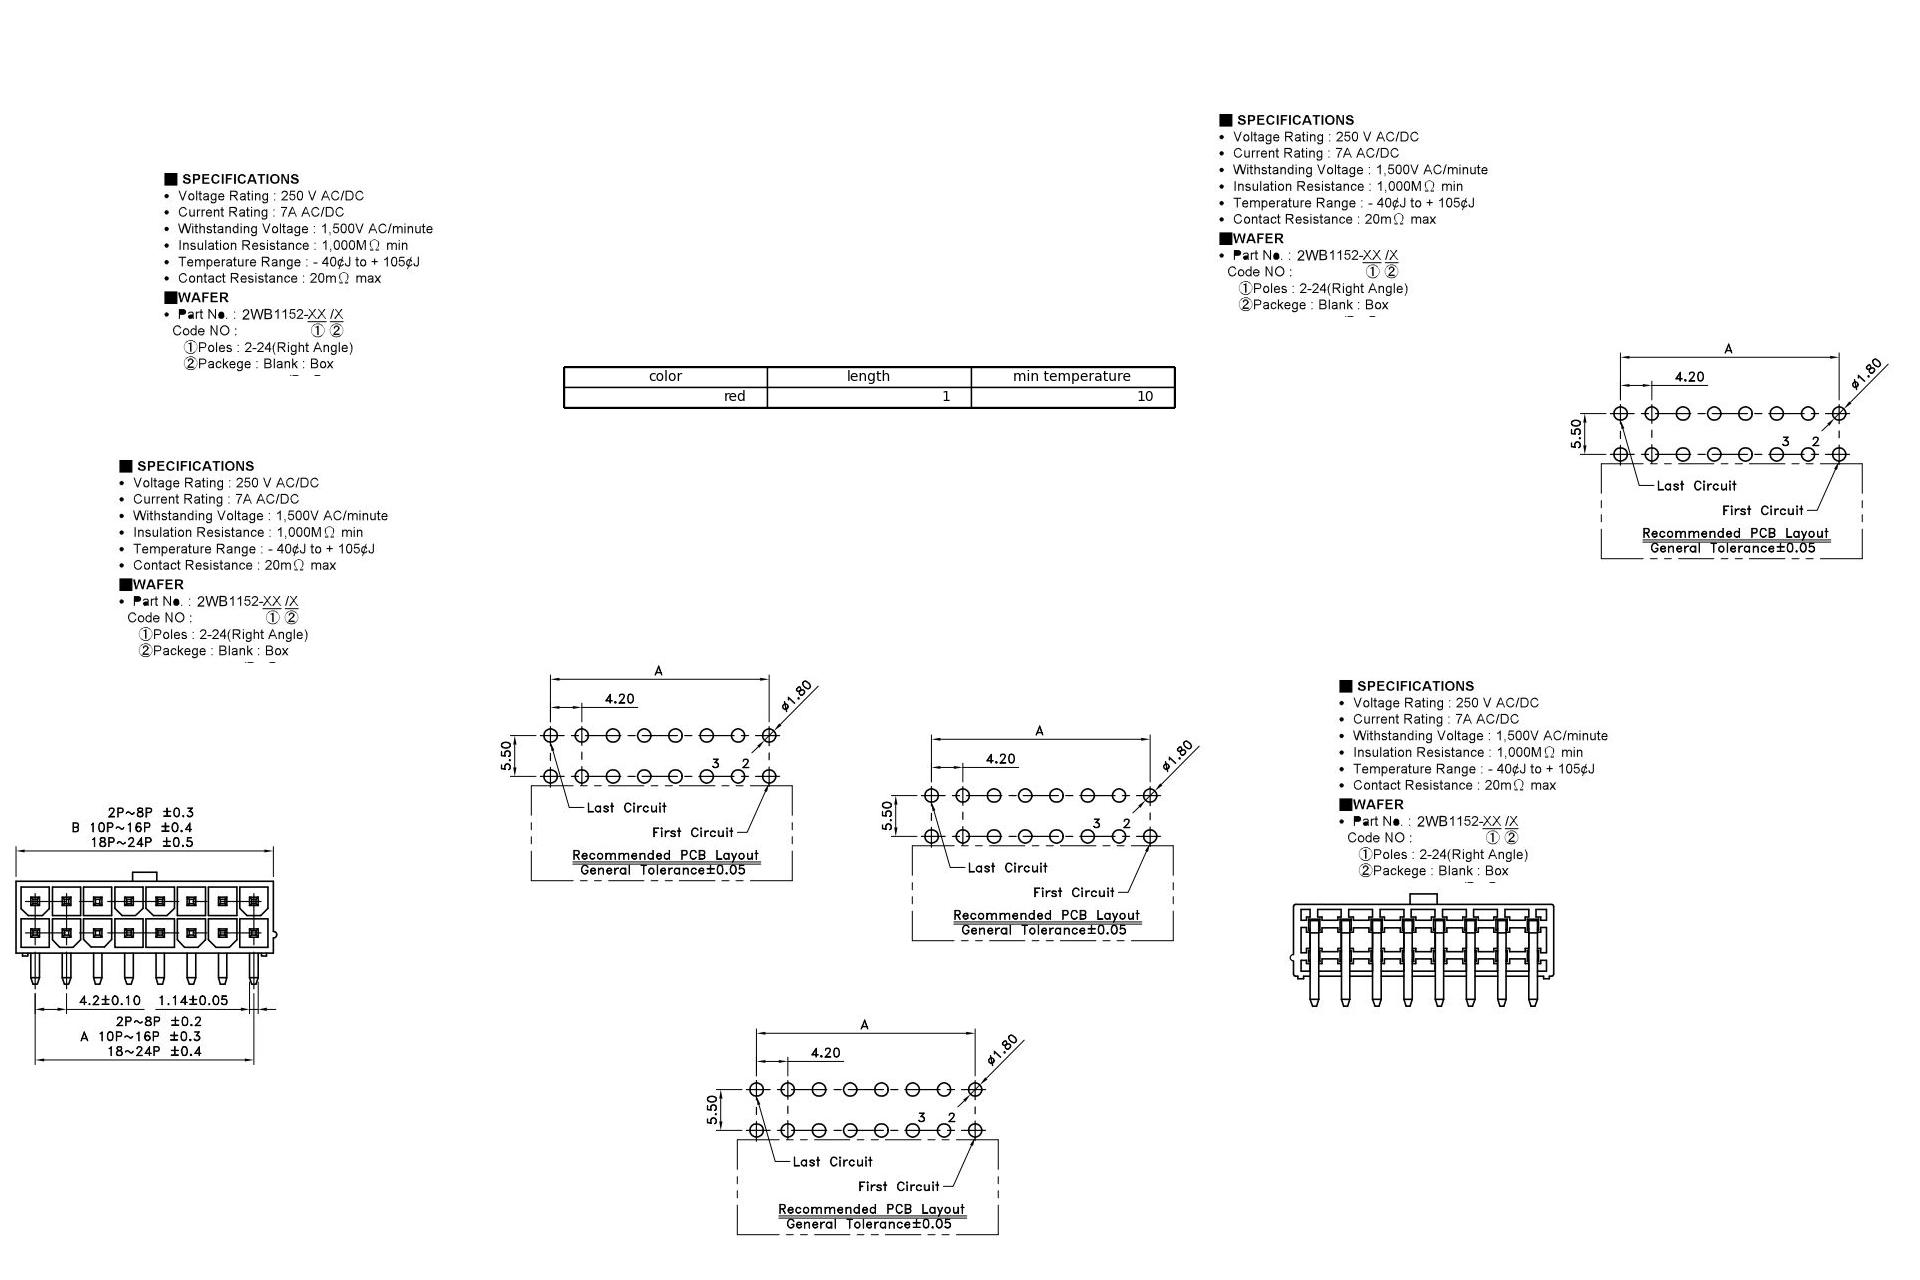 ■ SPECIFICATIONS
• Voltage Rating : 250 V AC/DC
• Current Rating : 7A AC/DC
• Withstanding Voltage : 1,500V AC/minute
• Insulation Resistance : 1,000MΩ min
• Temperature Range : - 40¢J to + 105¢J
• Contact Resistance : 20mΩ max
■WAFER
• Part No. : 2WB1152-XX /X
Code NO : ① ②
①Poles : 2-24(Right Angle)
②Packege : Blank : Box
■ SPECIFICATIONS
• Voltage Rating : 250 V AC/DC
• Current Rating : 7A AC/DC
• Withstanding Voltage : 1,500V AC/minute
• Insulation Resistance : 1,000MΩ min
• Temperature Range : - 40¢J to + 105¢J
• Contact Resistance : 20mΩ max
■WAFER
• Part No. : 2WB1152-XX /X
Code NO : ① ②
①Poles : 2-24(Right Angle)
②Packege : Blank : Box
color length min temperature
red 1 10
A
4.20
ø1.80
5.50
3 2
Last Circuit
First Circuit
Recommended PCB Layout
General Tolerance±0.05
■ SPECIFICATIONS
• Voltage Rating : 250 V AC/DC
• Current Rating : 7A AC/DC
• Withstanding Voltage : 1,500V AC/minute
• Insulation Resistance : 1,000MΩ min
• Temperature Range : - 40¢J to + 105¢J
• Contact Resistance : 20mΩ max
■WAFER
• Part No. : 2WB1152-XX /X
Code NO : ① ②
①Poles : 2-24(Right Angle)
②Packege : Blank : Box
A
4.20
ø1.80
5.50
3 2
Last Circuit
First Circuit
Recommended PCB Layout
General Tolerance±0.05
A
4.20
ø1.80
5.50
3 2
Last Circuit
First Circuit
Recommended PCB Layout
General Tolerance±0.05
■ SPECIFICATIONS
• Voltage Rating : 250 V AC/DC
• Current Rating : 7A AC/DC
• Withstanding Voltage : 1,500V AC/minute
• Insulation Resistance : 1,000MΩ min
• Temperature Range : - 40¢J to + 105¢J
• Contact Resistance : 20mΩ max
■WAFER
• Part No. : 2WB1152-XX /X
Code NO : ① ②
①Poles : 2-24(Right Angle)
②Packege : Blank : Box
2P~8P ±0.3
B 10P~16P ±0.4
18P~24P ±0.5
4.2±0.10 1.14±0.05
2P~8P ±0.2
A 10P~16P ±0.3
18~24P ±0.4
A
4.20
ø1.80
5.50
3 2
Last Circuit
First Circuit
Recommended PCB Layout
General Tolerance±0.05